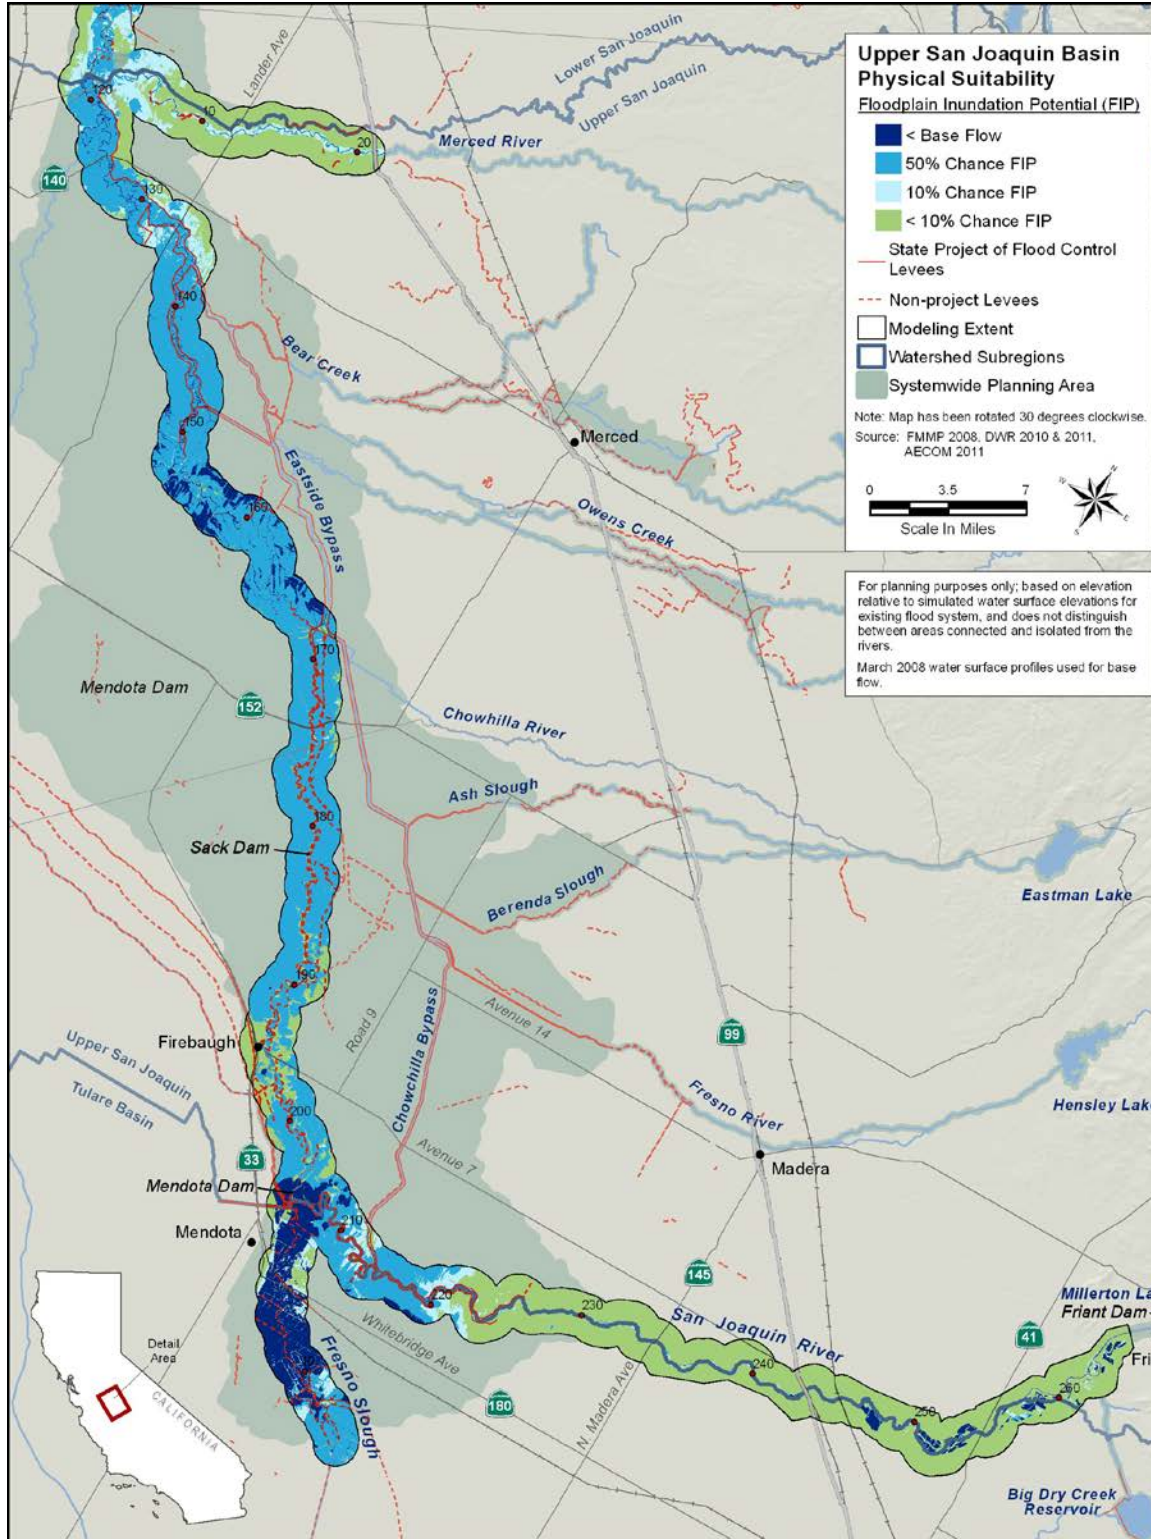 Upper San Joaquin Basin
Physical Suitability
Floodplain Inundation Potential (FIP)
< Base Flow
50% Chance FIP
10% Chance FIP
< 10% Chance FIP
State Project of Flood Control
Levees
Non-project Levees
Modeling Extent
Watershed Subregions
Systemwide Planning Area
Note: Map has been rotated 30 degrees clockwise.
Source: FMMP 2008, DWR 2010 & 2011,
AECOM 2011
N
W
E
S
0 3.5 7
Scale In Miles
For planning purposes only; based on elevation
relative to simulated water surface elevations for
existing flood system, and does not distinguish
between areas connected and isolated from the
rivers.
March 2008 water surface profiles used for base
flow.
Lander Ave
Lower San Joaquin
Upper San Joaquin
120
10
20
Merced River
140
130
140
Bear Creek
150
Merced
Eastside Bypass
160
Owens Creek
170
Mendota Dam
152
Chowhilla River
Ash Slough
180
Sack Dam
Berenda Slough
Eastman Lake
190
Road 9
Avenue 14
Chowchilla Bypass
99
Firebaugh
Upper San Joaquin
Tulare Basin
Fresno River
Hensley Lake
200
Avenue 7
33
Madera
Mendota Dam
Mendota
210
145
220
230
San Joaquin River
Millerton La
Friant Dam
41
Fri
Whitebridge Ave
Fresno Slough
N. Madera Ave
240
250
260
180
Detail
Area
CALIFORNIA
Big Dry Creek
Reservoir